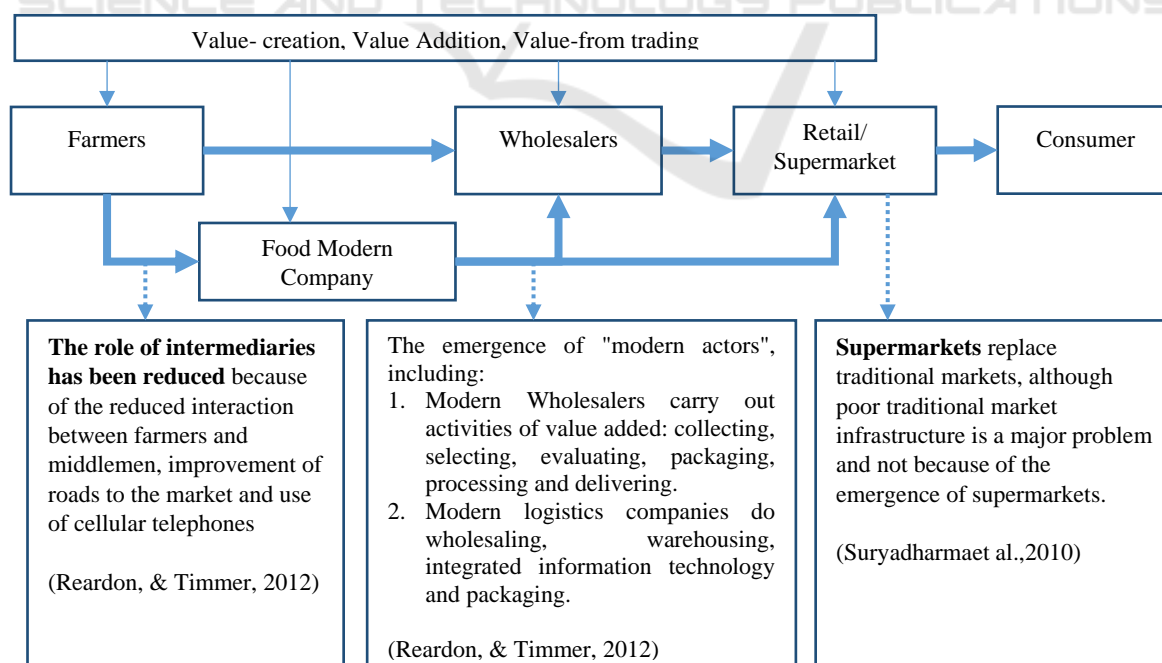 SCIENCE AND TECHNOLOGY PUBLICATIONS
Value- creation, Value Addition, Value-from trading
Farmers
Wholesalers
Retail/
Supermarket
Consumer
Food Modern
Company
The role of intermediaries
has been reduced because
of the reduced interaction
between farmers and
middlemen, improvement of
roads to the market and use
of cellular telephones
(Reardon, & Timmer, 2012)
The emergence of "modern actors",
including:
1. Modern Wholesalers carry out
activities of value added: collecting,
selecting, evaluating, packaging,
processing and delivering.
2. Modern logistics companies do
wholesaling, warehousing,
integrated information technology
and packaging.
(Reardon, & Timmer, 2012)
Supermarkets replace
traditional markets, although
poor traditional market
infrastructure is a major problem
and not because of the
emergence of supermarkets.
(Suryadharmaet al.,2010)